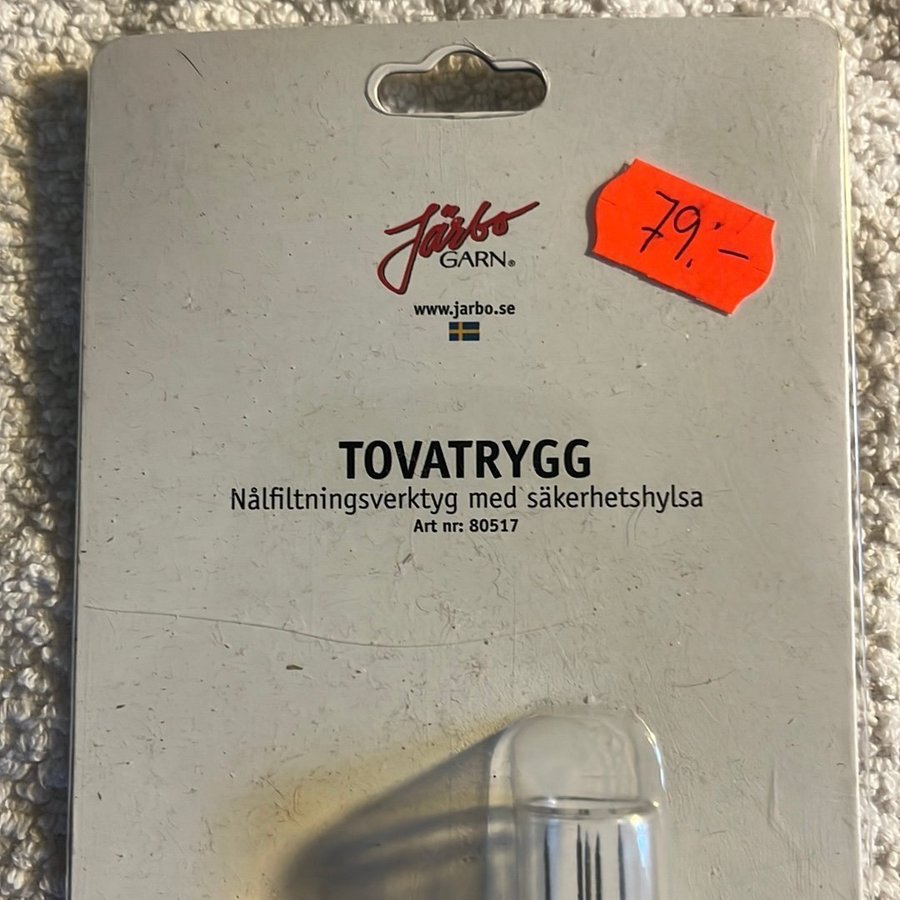 Järbo
GARN®
79:-
www.jarbo.se
TOVATRYGG
Nålfiltningsverktyg med säkerhetshylsa
Art nr: 80517